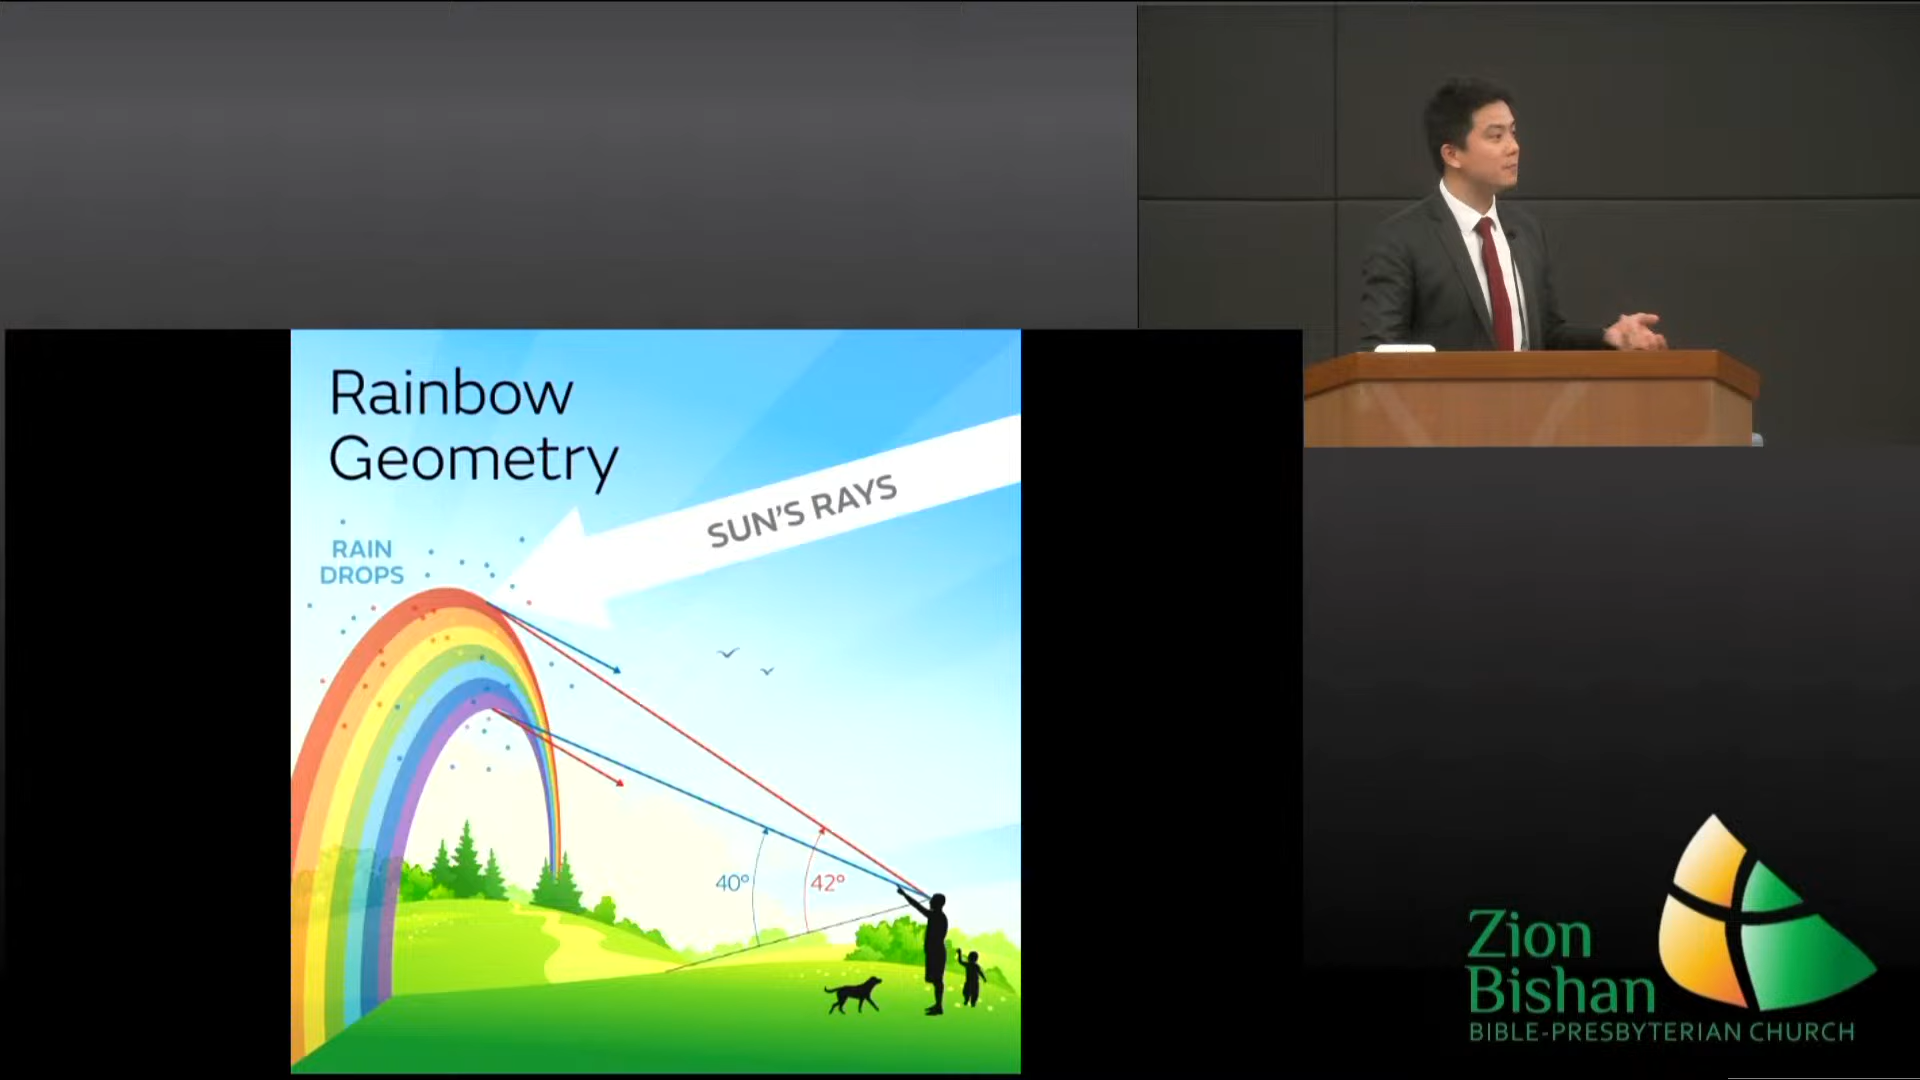 Rainbow
Geometry
SUN'S RAYS
RAIN
DROPS
40°
42°
Zion
Bishan
BIBLE-PRESBYTERIAN CHURCH